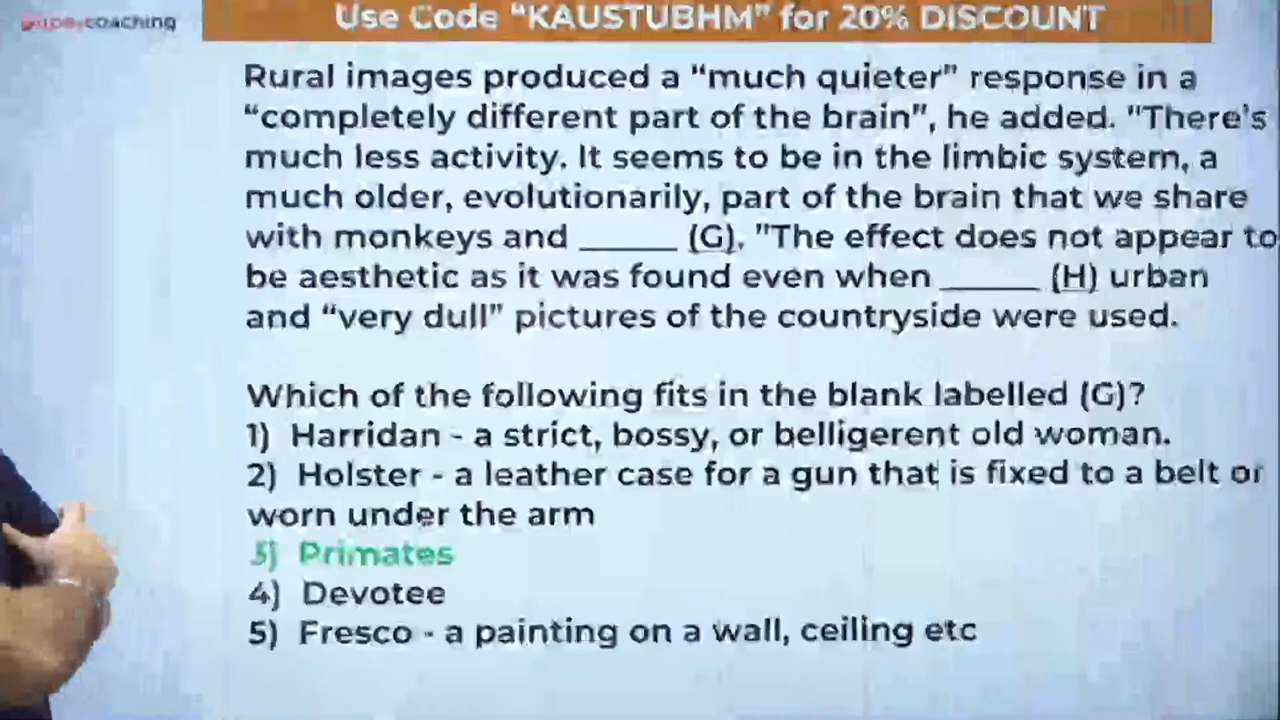 coaching
Use Code “KAUSTUBHM” for 20% DISCOUNT
Rural images produced a “much quieter” response in a
“completely different part of the brain”, he added. "There's
much less activity. It seems to be in the limbic system, a
much older, evolutionarily, part of the brain that we share
with monkeys and ______ (G). "The effect does not appear to
be aesthetic as it was found even when ______ (H) urban
and “very dull” pictures of the countryside were used.
Which of the following fits in the blank labelled (G)?
1) Harridan - a strict, bossy, or belligerent old woman.
2) Holster - a leather case for a gun that is fixed to a belt or
worn under the arm
3) Primates
4) Devotee
5) Fresco - a painting on a wall, ceiling etc